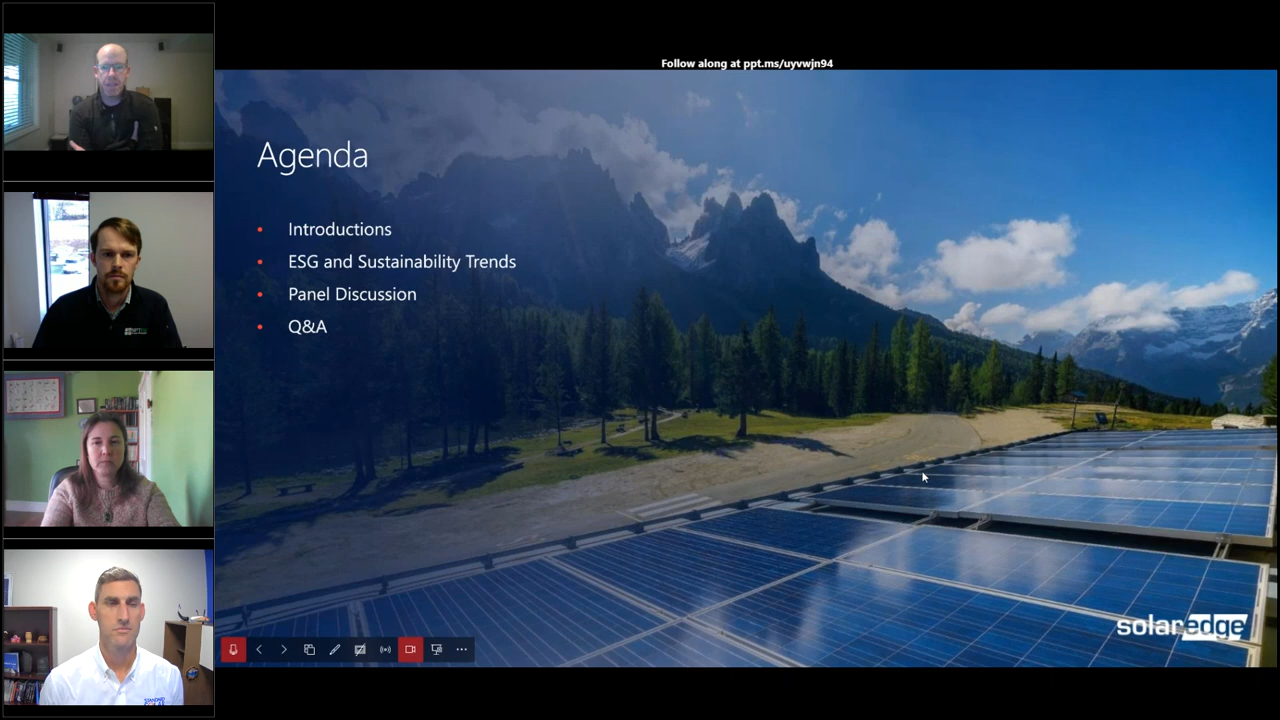 Follow along at ppt.ms/uyvwjn94
Agenda
• Introductions
• ESG and Sustainability Trends
• Panel Discussion
• Q&A
solaredge